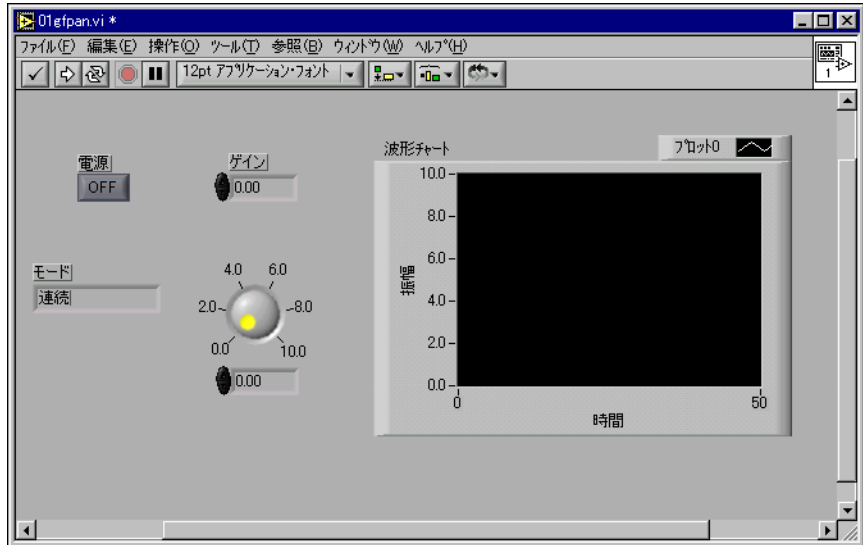 01gfpan.vi *
ファイル(F) 編集(E) 操作(O) ツール(T) 参照(B) ウィンドウ(W) ヘルプ(H)
12pt アプリケーション・フォント
1
電源
OFF
ゲイン
0.00
モード
連続
4.0 6.0
2.0 8.0
0.0 10.0
0.00
波形チャート
プロット0
10.0
8.0
6.0
4.0
2.0
0.0
振幅
0 50
時間